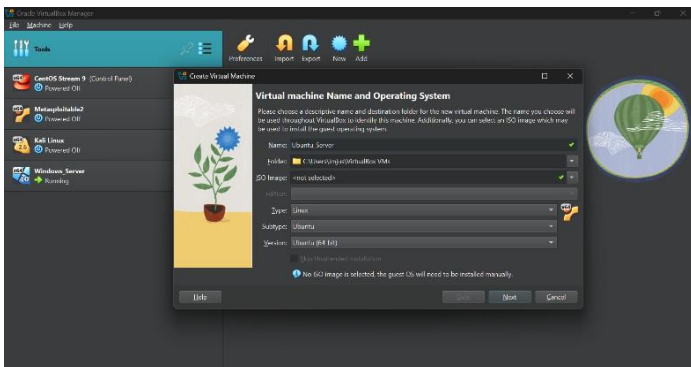 Oracle VirtualBox Manager
File Machine Help
Tools
Preferences Import Export New Add
CentOS Stream 9 (Control Panel)
Powered Off
Metasploitable2
Powered Off
Kali Linux
Powered Off
Windows_Server
Running
Create Virtual Machine
Virtual machine Name and Operating System
Please choose a descriptive name and destination folder for the new virtual machine. The name you choose will
be used throughout VirtualBox to identify this machine. Additionally, you can select an ISO image which may
be used to install the guest operating system.
Name: Ubuntu_Server
Folder: VirtualBox VMs
ISO Image: <not selected>
Edition:
Type: Linux
Subtype: Ubuntu
Version: Ubuntu (64-bit)
Skip Unattended Installation
No ISO image is selected, the guest OS will need to be installed manually.
Help Back Next Cancel